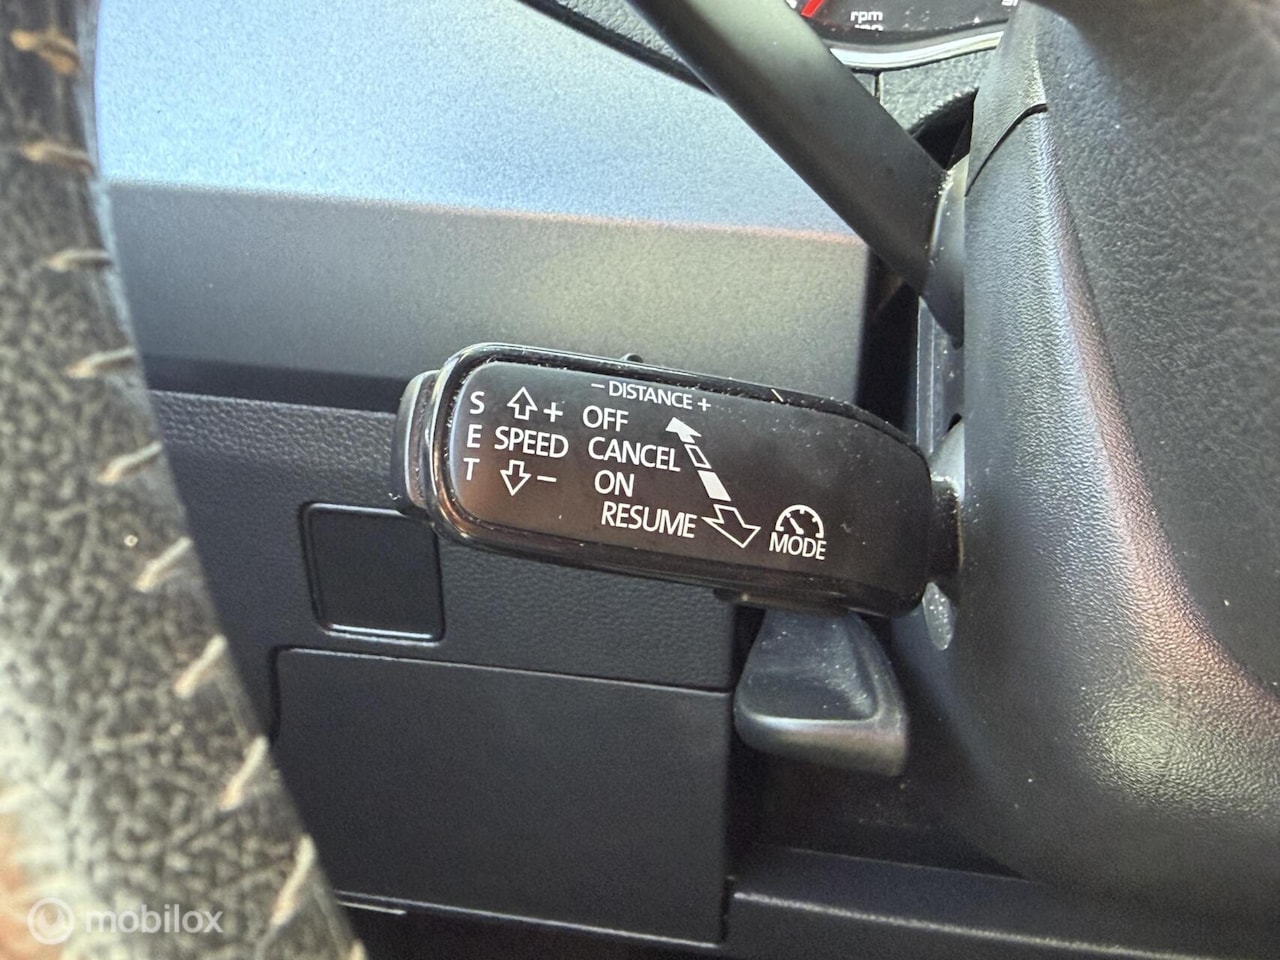 rpm
- DISTANCE +
S E T
+ OFF
SPEED CANCEL
- ON
RESUME
MODE
mobilox